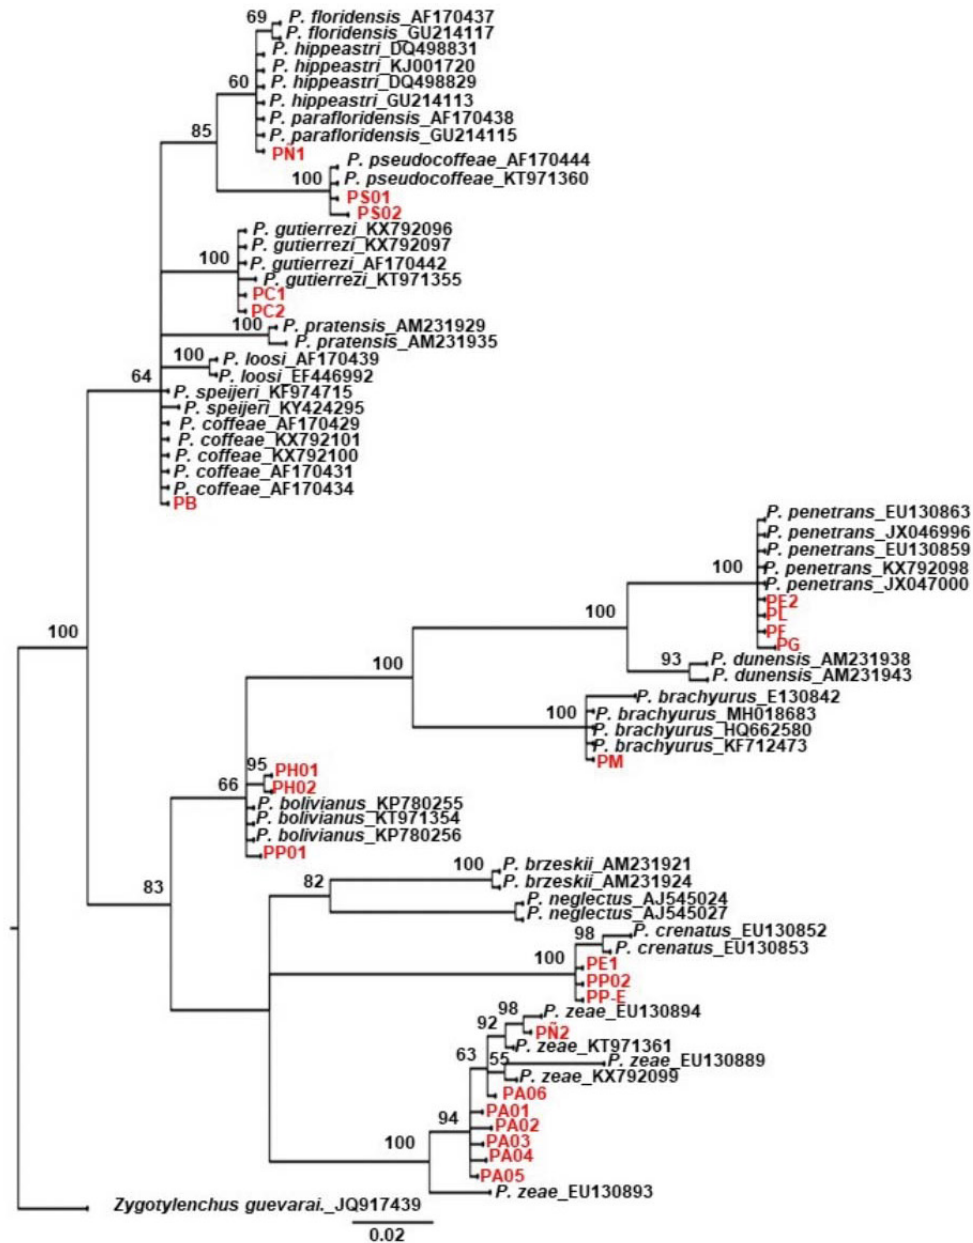 69
P. floridensis_AF170437
P. floridensis_GU214117
P. hippeastri_DQ498831
P. hippeastri_KJ001720
60
P. hippeastri_DQ498829
P. hippeastri_GU214113
P. parafloridensis_AF170438
85
P. parafloridensis_GU214115
PÑ1
P. pseudocoffeae_AF170444
100
P. pseudocoffeae_KT971360
PS01
PS02
P. gutierrezi_KX792096
P. gutierrezi_KX792097
100
P. gutierrezi_AF170442
P. gutierrezi_KT971355
PC1
PC2
100
P. pratensis_AM231929
P. pratensis_AM231935
100
P. loosi_AF170439
64
P. loosi_EF446992
P. speijeri_KF974715
P. speijeri_KY424295
P. coffeae_AF170429
P. coffeae_KX792101
P. coffeae_KX792100
P. coffeae_AF170431
P. coffeae_AF170434
PB
P. penetrans_EU130863
P. penetrans_JX046996
P. penetrans_EU130859
100
P. penetrans_KX792098
P. penetrans_JX047000
PE2
100
PL
100
PF
PG
100
93
P. dunensis_AM231938
P. dunensis_AM231943
P. brachyurus_E130842
100
P. brachyurus_MH018683
P. brachyurus_HQ662580
P. brachyurus_KF712473
PM
95
PH01
66
PH02
P. bolivianus_KP780255
P. bolivianus_KT971354
P. bolivianus_KP780256
PP01
100
P. brzeskii_AM231921
83
82
P. brzeskii_AM231924
P. neglectus_AJ545024
P. neglectus_AJ545027
98
P. crenatus_EU130852
P. crenatus_EU130853
100
PE1
PP02
PP-E
98
P. zeae_EU130894
92
PÑ2
P. zeae_KT971361
63
55
P. zeae_EU130889
P. zeae_KX792099
PA06
94
PA01
PA02
100
PA03
PA04
PA05
P. zeae_EU130893
Zygotylenchus guevarai._JQ917439
0.02